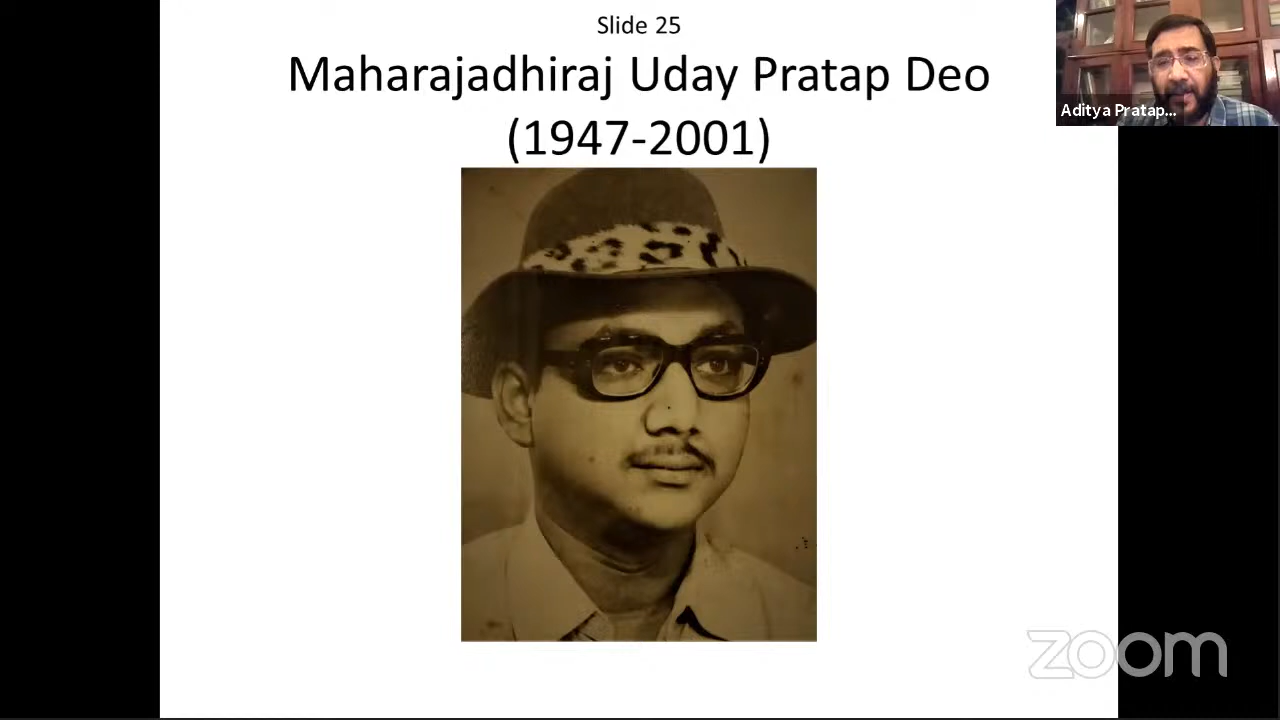 Slide 25
Maharajadhiraj Uday Pratap Deo
(1947-2001)
Aditya Pratap...
zoom